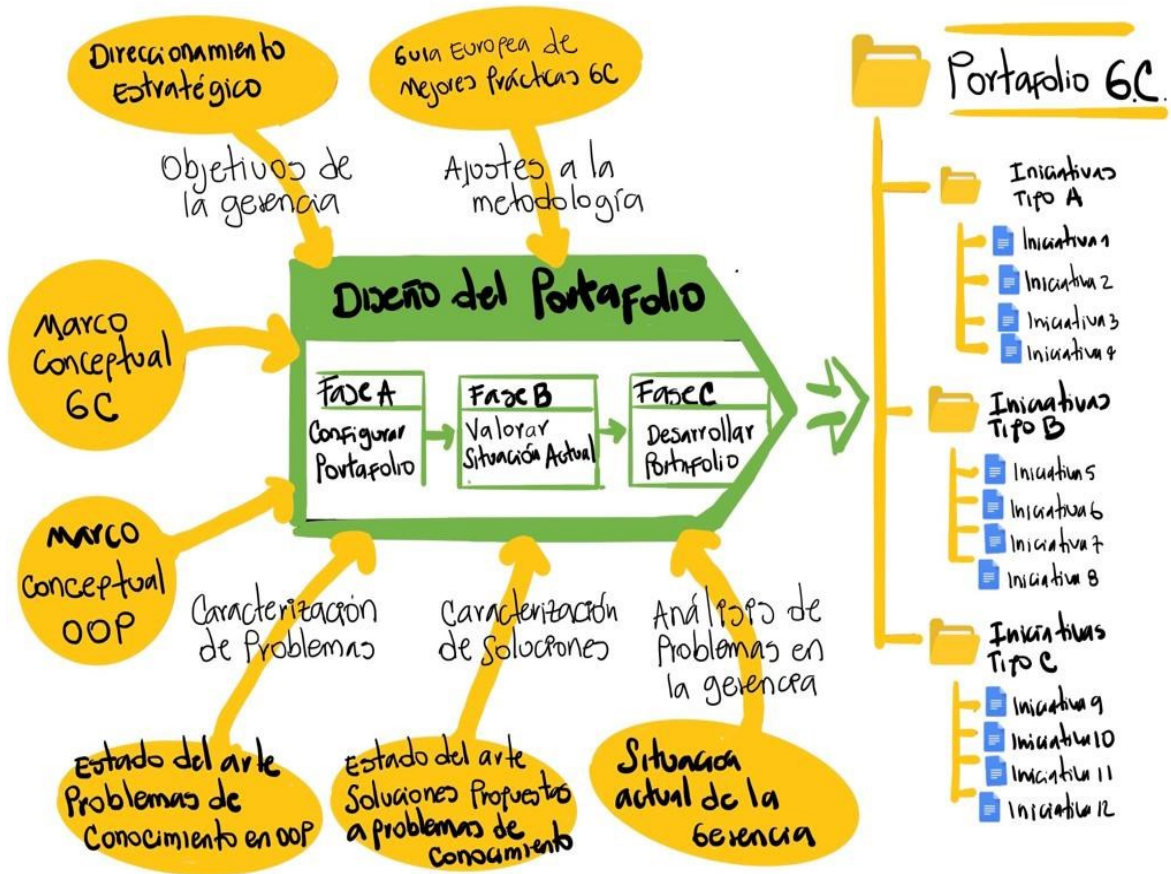 Direccionamiento
Estratégico
Guia Europea de
Mejores Prácticas GC
Objetivos de
la gerencia
Ajustes a la
metodología
Marco
Conceptual
GC
Marco
Conceptual
OOP
Diseño del Portafolio
Fase A
Configurar
Portafolio
Fase B
Valorar
Situación Actual
Fase C
Desarrollar
Portafolio
Caracterización
de Problemas
Caracterización
de Soluciones
Análisis de
Problemas en
la gerencia
Estado del arte
Problemas de
Conocimiento en OOP
Estado del arte
Soluciones Propuestas
a problemas de
Conocimiento
Situación
actual de la
Gerencia
Portafolio G.C.
Iniciativas
Tipo A
Iniciativa 1
Iniciativa 2
Iniciativa 3
Iniciativa 4
Iniciativas
Tipo B
Iniciativa 5
Iniciativa 6
Iniciativa 7
Iniciativa 8
Iniciativas
Tipo C
Iniciativa 9
Iniciativa 10
Iniciativa 11
Iniciativa 12